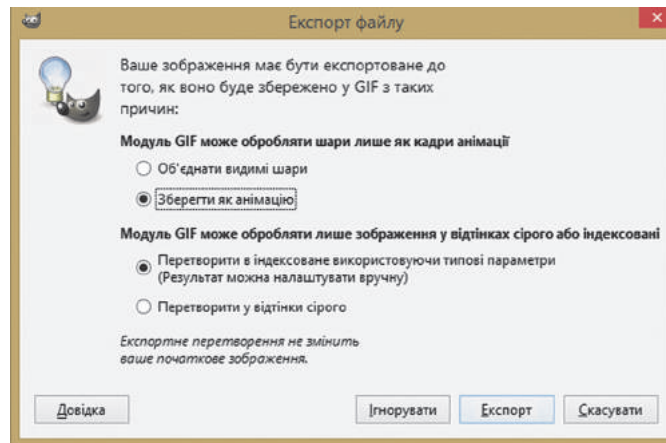 Експорт файлу
Ваше зображення має бути експортоване до
того, як воно буде збережено у GIF з таких
причин:
Модуль GIF може обробляти шари лише як кадри анімації
Об'єднати видимі шари
Зберегти як анімацію
Модуль GIF може обробляти лише зображення у відтінках сірого або індексовані
Перетворити в індексоване використовуючи типові параметри
(Результат можна налаштувати вручну)
Перетворити у відтінки сірого
Експортне перетворення не змінить
ваше початкове зображення.
Довідка Ігнорувати Експорт Скасувати